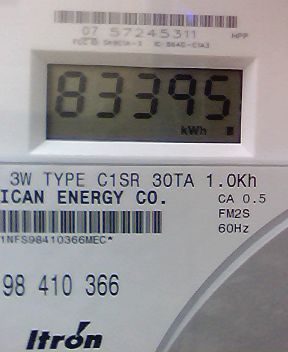 07 57245311 HPP
83395
kWh
3W TYPE C1SR 30TA 1.0Kh
ICAN ENERGY CO. CA 0.5
FM2S
1NFS98410366MEC* 60Hz
98 410 366
Itron